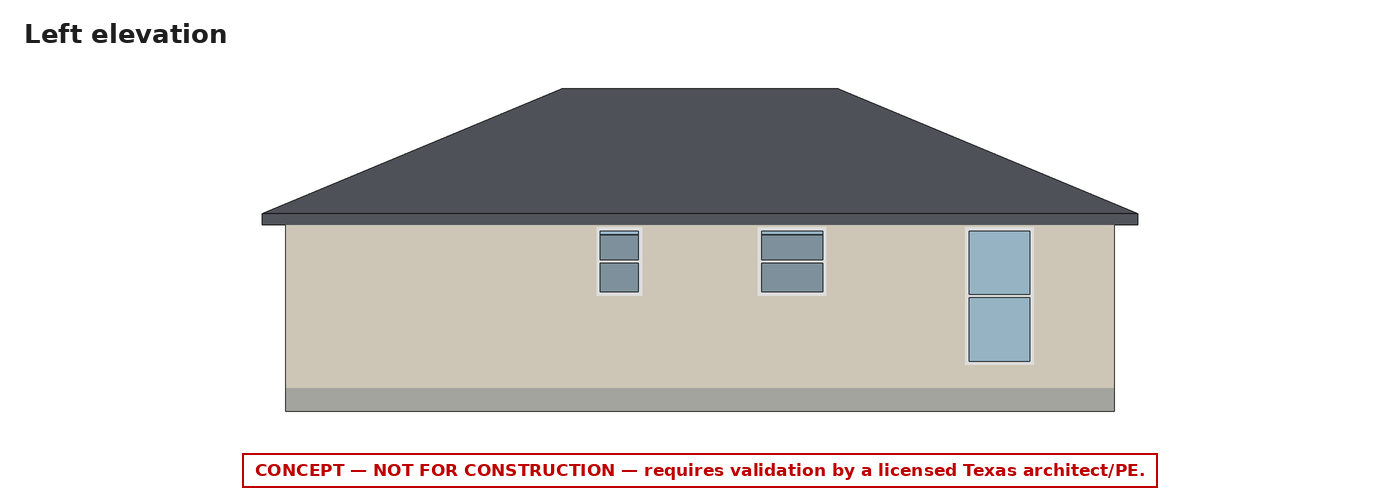 Left elevation
CONCEPT — NOT FOR CONSTRUCTION — requires validation by a licensed Texas architect/PE.